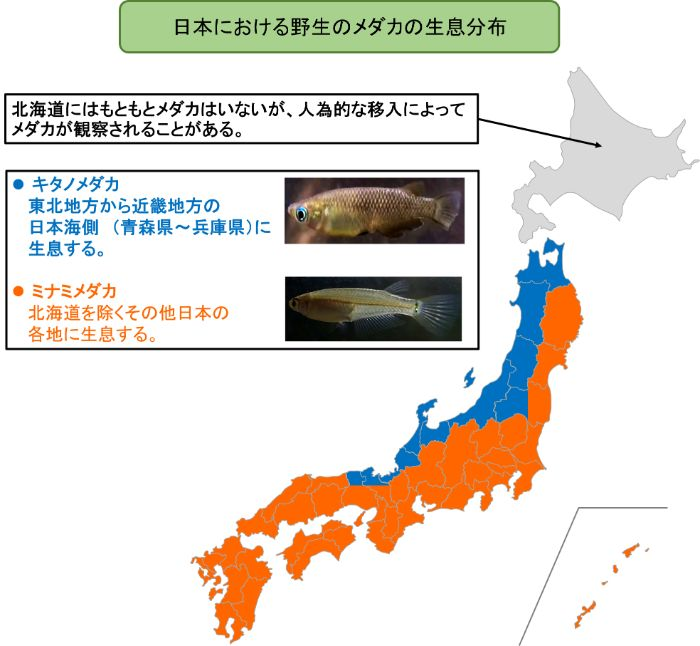 日本における野生のメダカの生息分布
北海道にはもともとメダカはいないが、人為的な移入によって
メダカが観察されることがある。
● キタノメダカ
東北地方から近畿地方の
日本海側 （青森県～兵庫県）に
生息する。
● ミナミメダカ
北海道を除くその他日本の
各地に生息する。